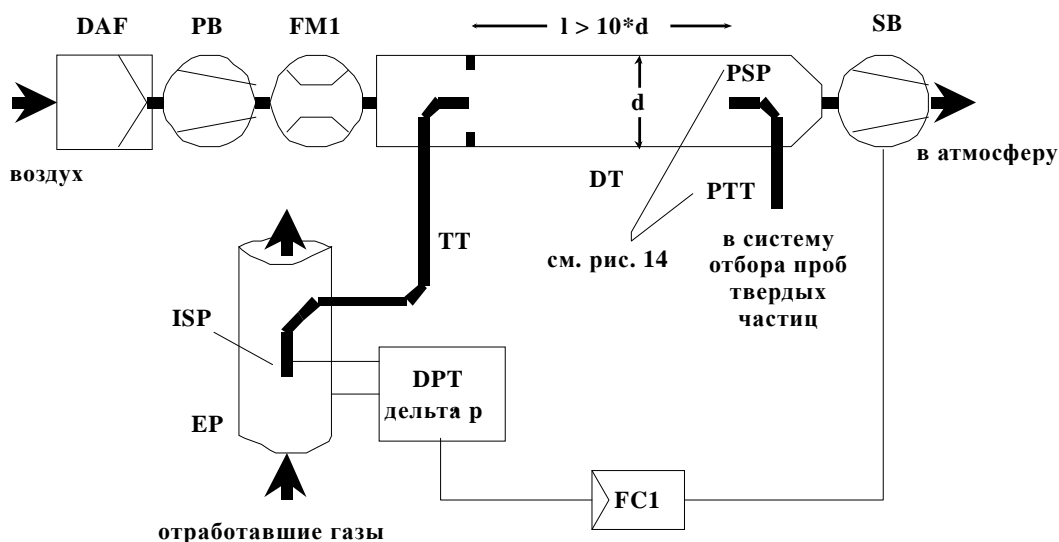 DAF
PB
FM1
l > 10*d
SB
PSP
d
воздух
DT
PTT
в атмосферу
TT
см. рис. 14
в систему
отбора проб
твердых
частиц
ISP
DPT
дельта р
EP
FC1
отработавшие газы